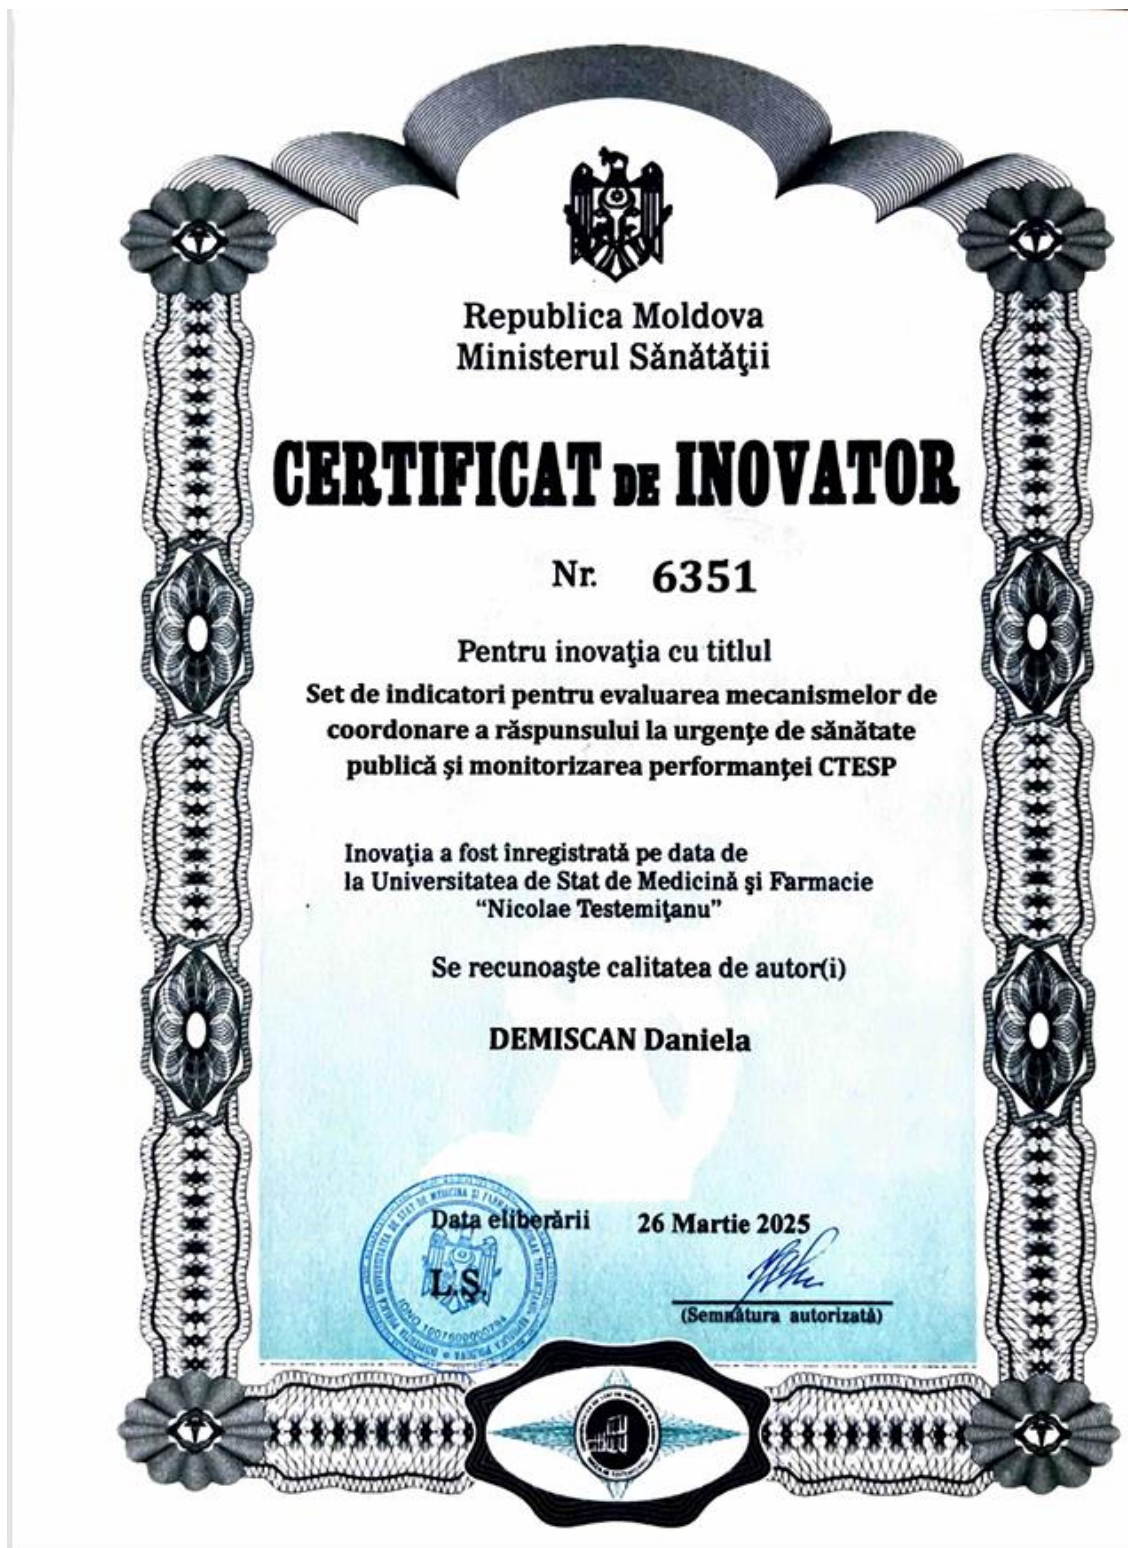 Republica Moldova
Ministerul Sănătăţii
CERTIFICAT DE INOVATOR
Nr. 6351
Pentru inovaţia cu titlul
Set de indicatori pentru evaluarea mecanismelor de
coordonare a răspunsului la urgenţe de sănătate
publică şi monitorizarea performanţei CTESP
Inovaţia a fost înregistrată pe data de
la Universitatea de Stat de Medicină şi Farmacie
“Nicolae Testemiţanu”
Se recunoaşte calitatea de autor(i)
DEMISCAN Daniela
Data eliberării 26 Martie 2025
L.Ş.
(Semnătura autorizată)